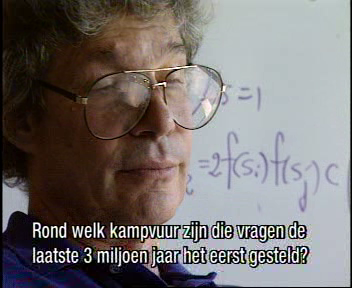 =1
=2f(si)f(sj)c
Rond welk kampvuur zijn die vragen de
laatste 3 miljoen jaar het eerst gesteld?